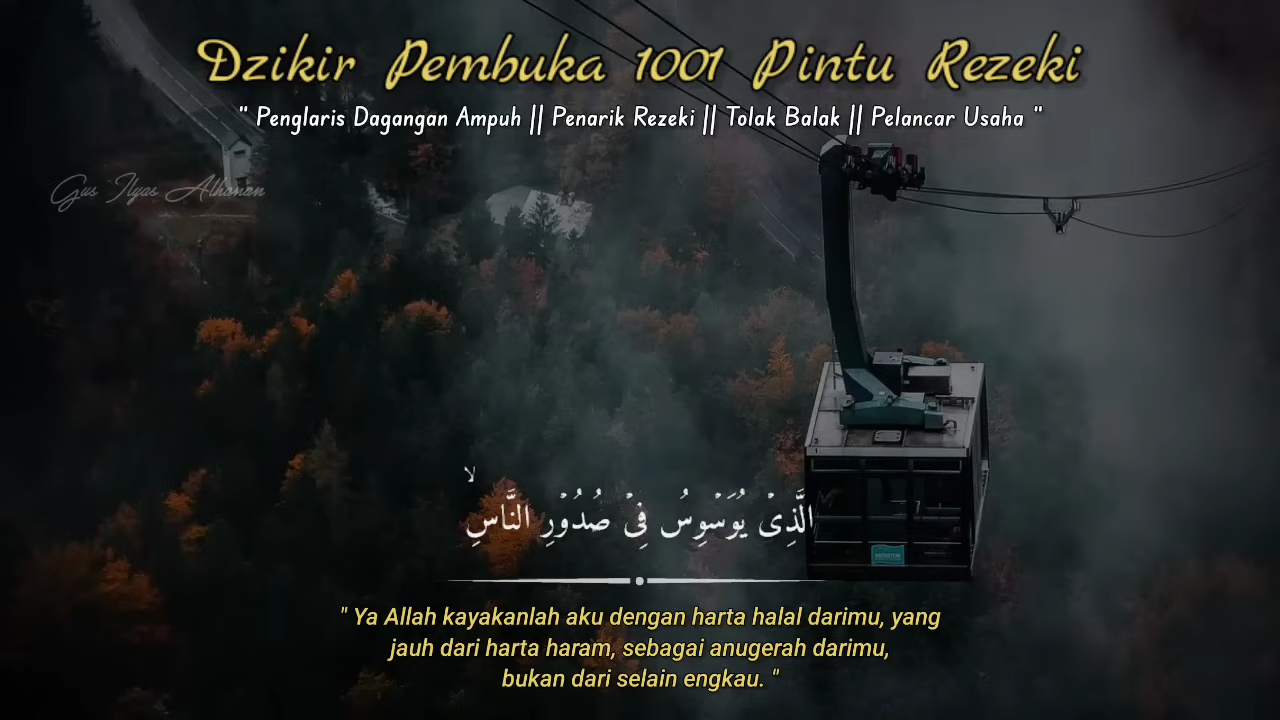 Dzikir Pembuka 1001 Pintu Rezeki
" Penglaris Dagangan Ampuh || Penarik Rezeki || Tolak Balak || Pelancar Usaha "
Gus Ilyas Alhanan
الَّذِیۡ یُوَسۡوِسُ فِیۡ صُدُوۡرِ النَّاسِ ۙ
" Ya Allah kayakanlah aku dengan harta halal darimu, yang
jauh dari harta haram, sebagai anugerah darimu,
bukan dari selain engkau. "